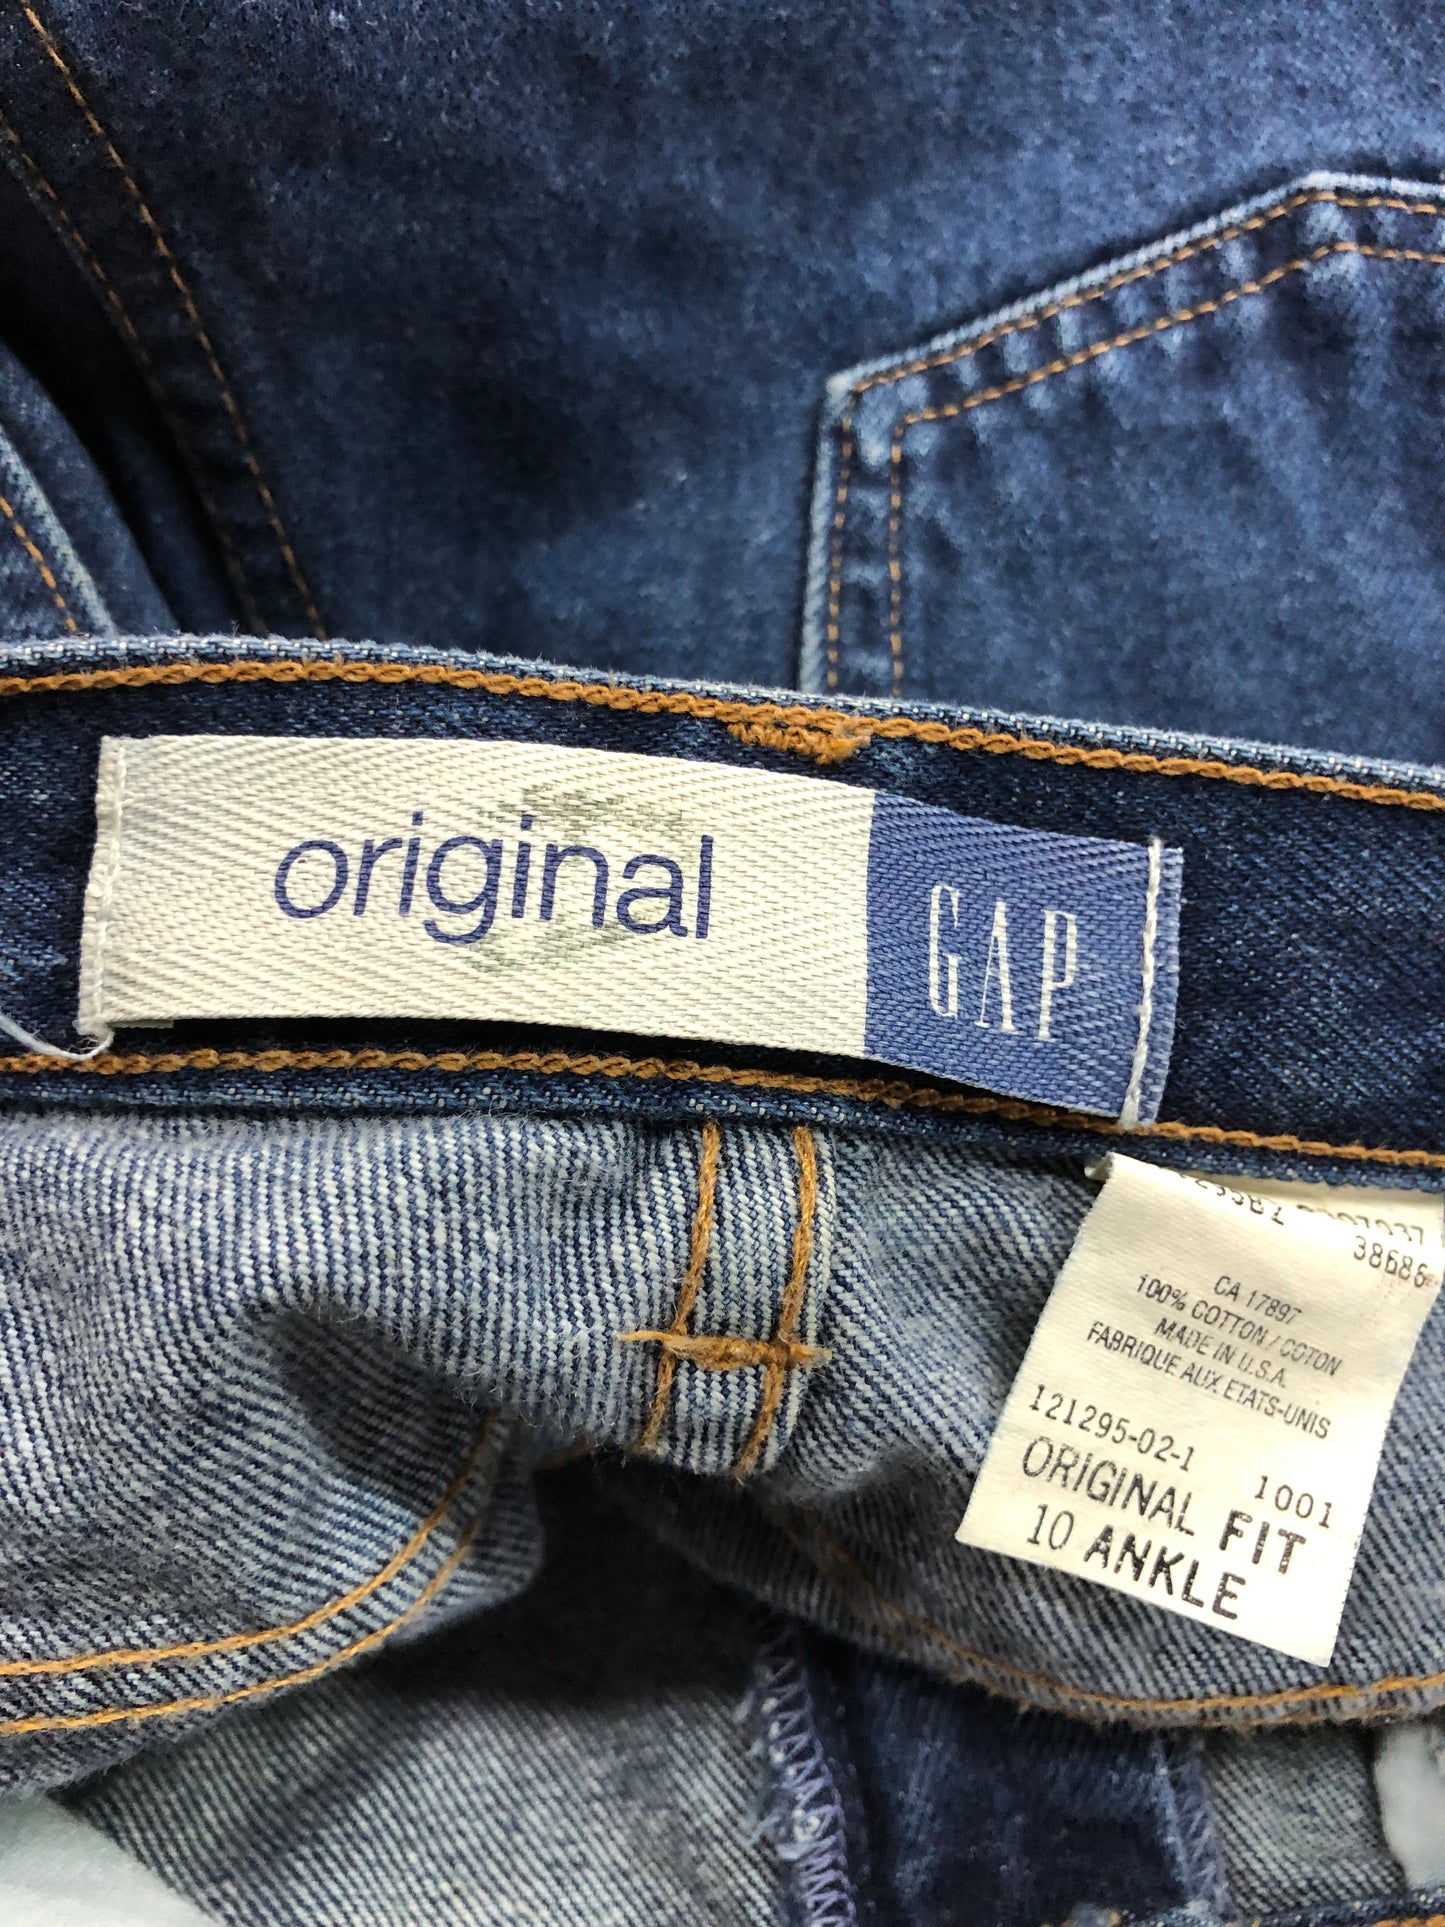 original
GAP
38686
CA 17897
100% COTTON / COTON
MADE IN U.S.A.
FABRIQUE AUX ETATS-UNIS
121295-02-1 1001
ORIGINAL FIT
10 ANKLE